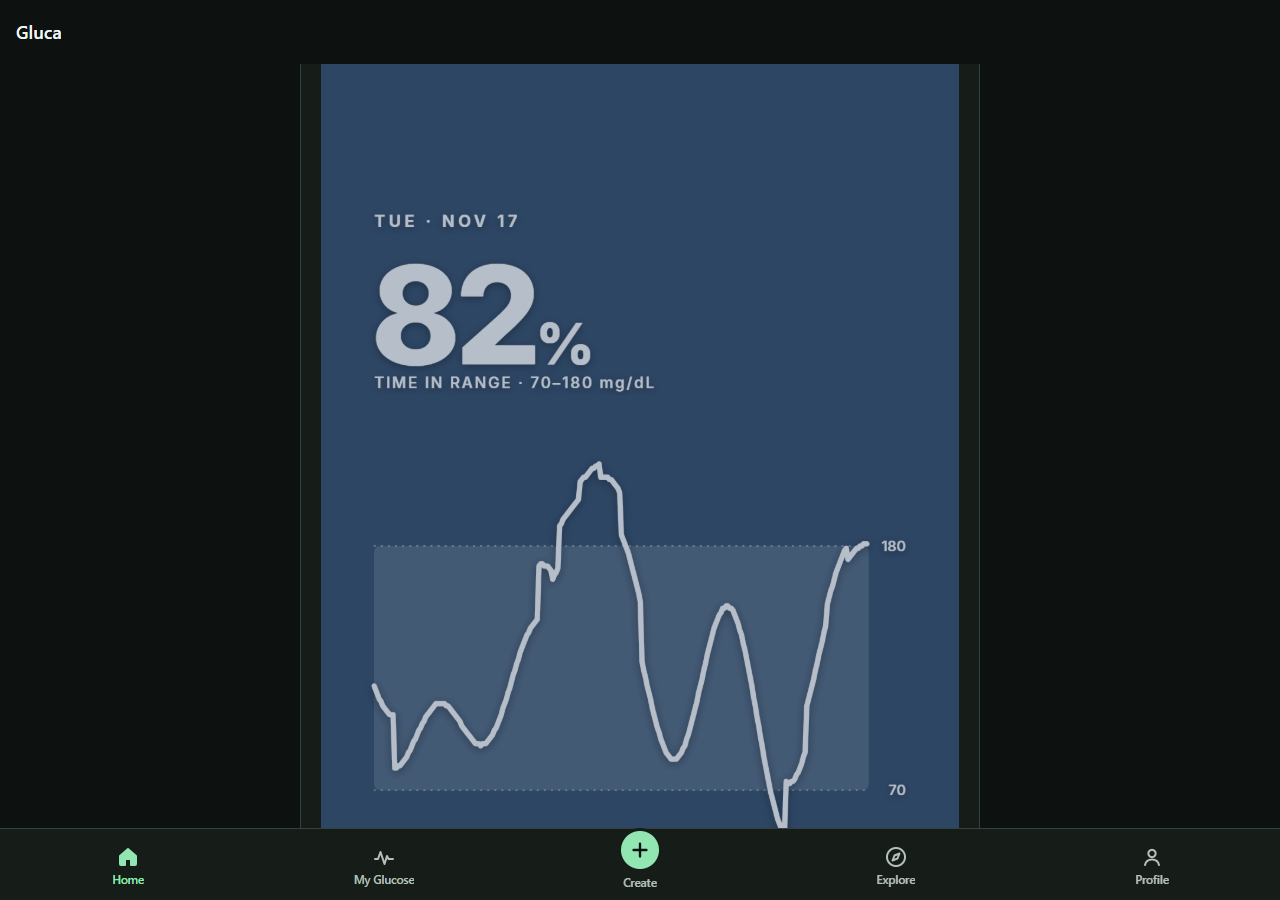 Gluca
TUE · NOV 17
82%
TIME IN RANGE · 70–180 mg/dL
180
70
Home
My Glucose
Create
Explore
Profile